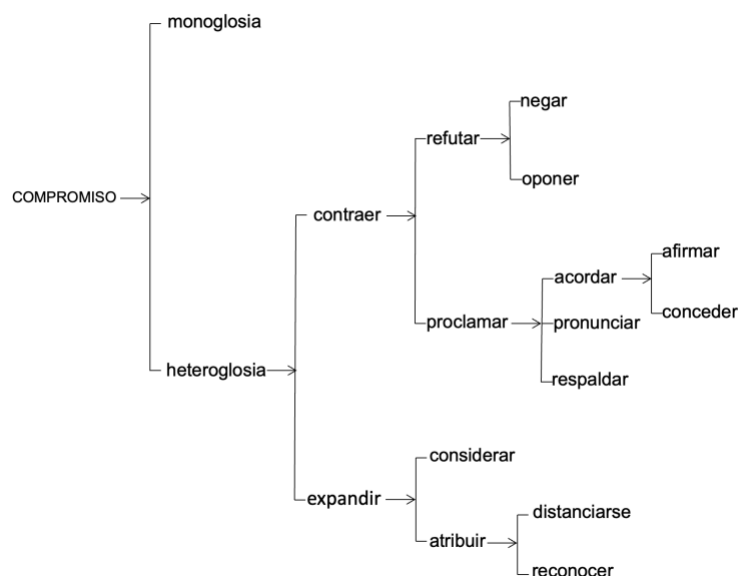 monoglosia
negar
refutar
oponer
COMPROMISO
contraer
afirmar
acordar
conceder
proclamar
pronunciar
heteroglosia
respaldar
considerar
expandir
distanciarse
atribuir
reconocer